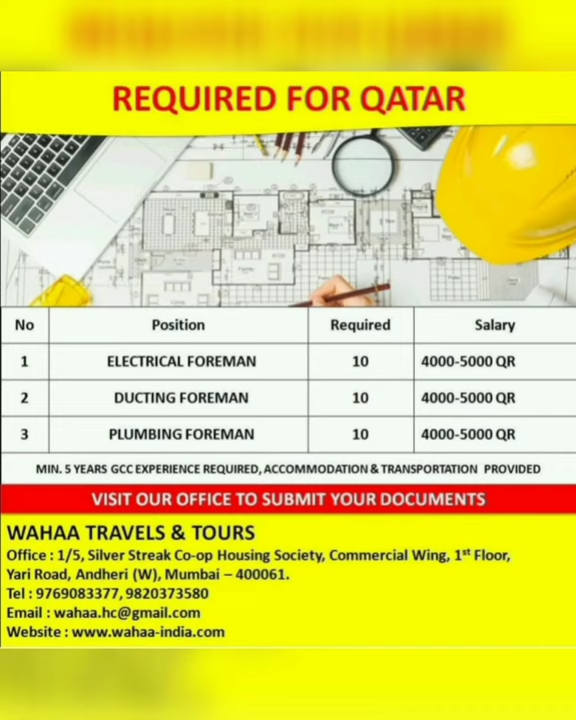 REQUIRED FOR QATAR
No Position Required Salary
1 ELECTRICAL FOREMAN 10 4000-5000 QR
2 DUCTING FOREMAN 10 4000-5000 QR
3 PLUMBING FOREMAN 10 4000-5000 QR
MIN. 5 YEARS GCC EXPERIENCE REQUIRED, ACCOMMODATION & TRANSPORTATION PROVIDED
VISIT OUR OFFICE TO SUBMIT YOUR DOCUMENTS
WAHAA TRAVELS & TOURS
Office : 1/5, Silver Streak Co-op Housing Society, Commercial Wing, 1st Floor,
Yari Road, Andheri (W), Mumbai – 400061.
Tel : 9769083377, 9820373580
Email : wahaa.hc@gmail.com
Website : www.wahaa-india.com